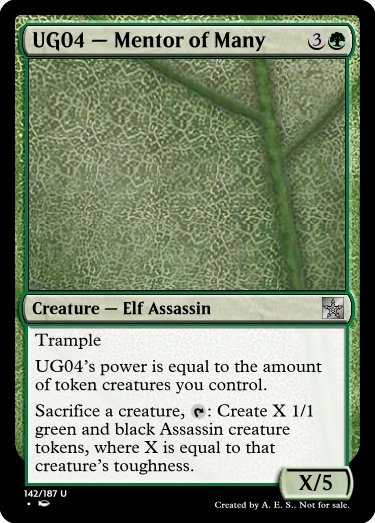 UG04 — Mentor of Many 3
Creature — Elf Assassin
Trample
UG04's power is equal to the amount
of token creatures you control.
Sacrifice a creature, : Create X 1/1
green and black Assassin creature
tokens, where X is equal to that
creature's toughness.
X/5
142/187 U
Created by A. E. S.. Not for sale.